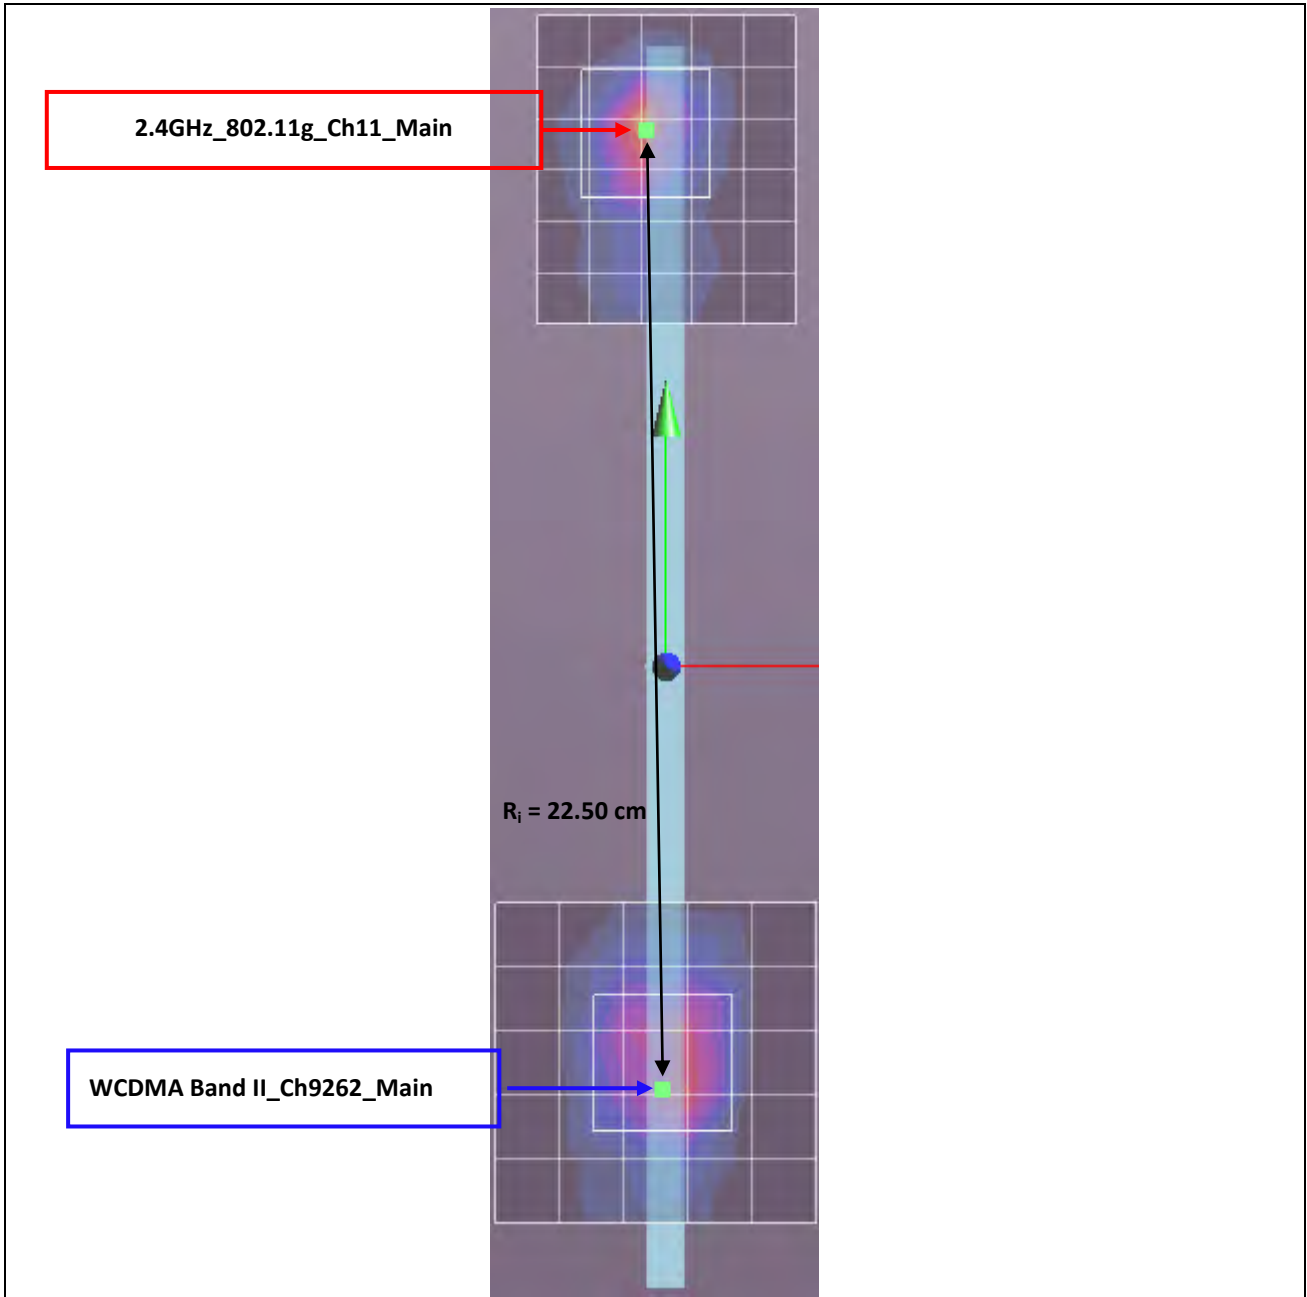 2.4GHz_802.11g_Ch11_Main
Rᵢ = 22.50 cm
WCDMA Band II_Ch9262_Main